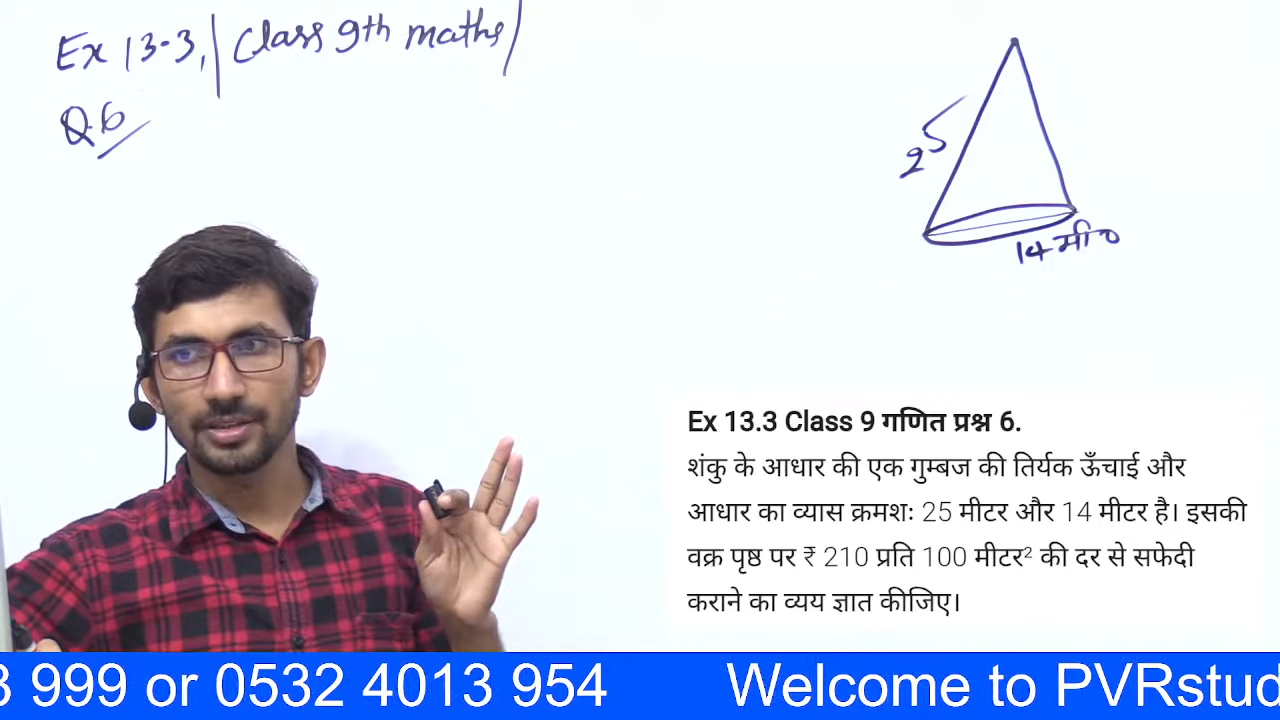 Ex 13.3, | Class 9th maths |
Q.6
25
14 मी०
Ex 13.3 Class 9 गणित प्रश्न 6.
शंकु के आधार की एक गुम्बज की तिर्यक ऊँचाई और
आधार का व्यास क्रमशः 25 मीटर और 14 मीटर है। इसकी
वक्र पृष्ठ पर ₹ 210 प्रति 100 मीटर² की दर से सफेदी
कराने का व्यय ज्ञात कीजिए।
3 999 or 0532 4013 954 Welcome to PVRstud